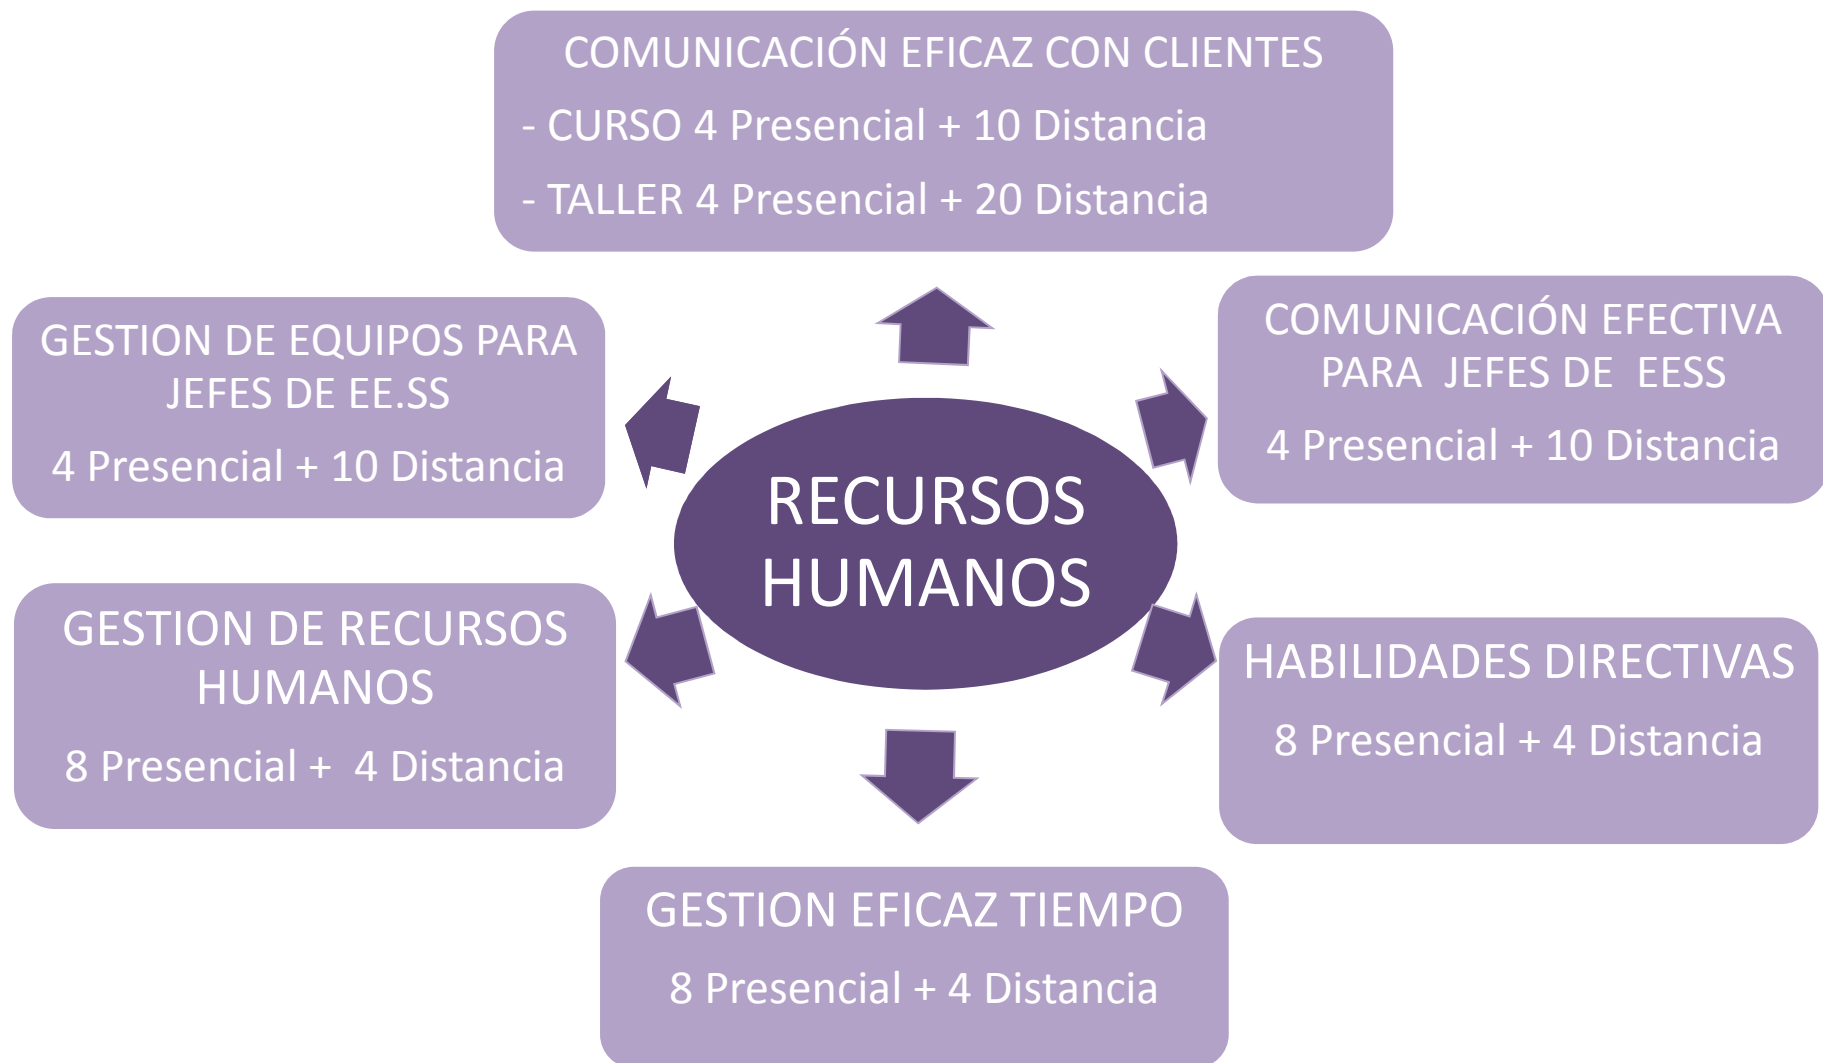 COMUNICACIÓN EFICAZ CON CLIENTES
- CURSO 4 Presencial + 10 Distancia
- TALLER 4 Presencial + 20 Distancia
GESTION DE EQUIPOS PARA
JEFES DE EE.SS
4 Presencial + 10 Distancia
COMUNICACIÓN EFECTIVA
PARA JEFES DE EESS
4 Presencial + 10 Distancia
RECURSOS
HUMANOS
GESTION DE RECURSOS
HUMANOS
8 Presencial + 4 Distancia
HABILIDADES DIRECTIVAS
8 Presencial + 4 Distancia
GESTION EFICAZ TIEMPO
8 Presencial + 4 Distancia